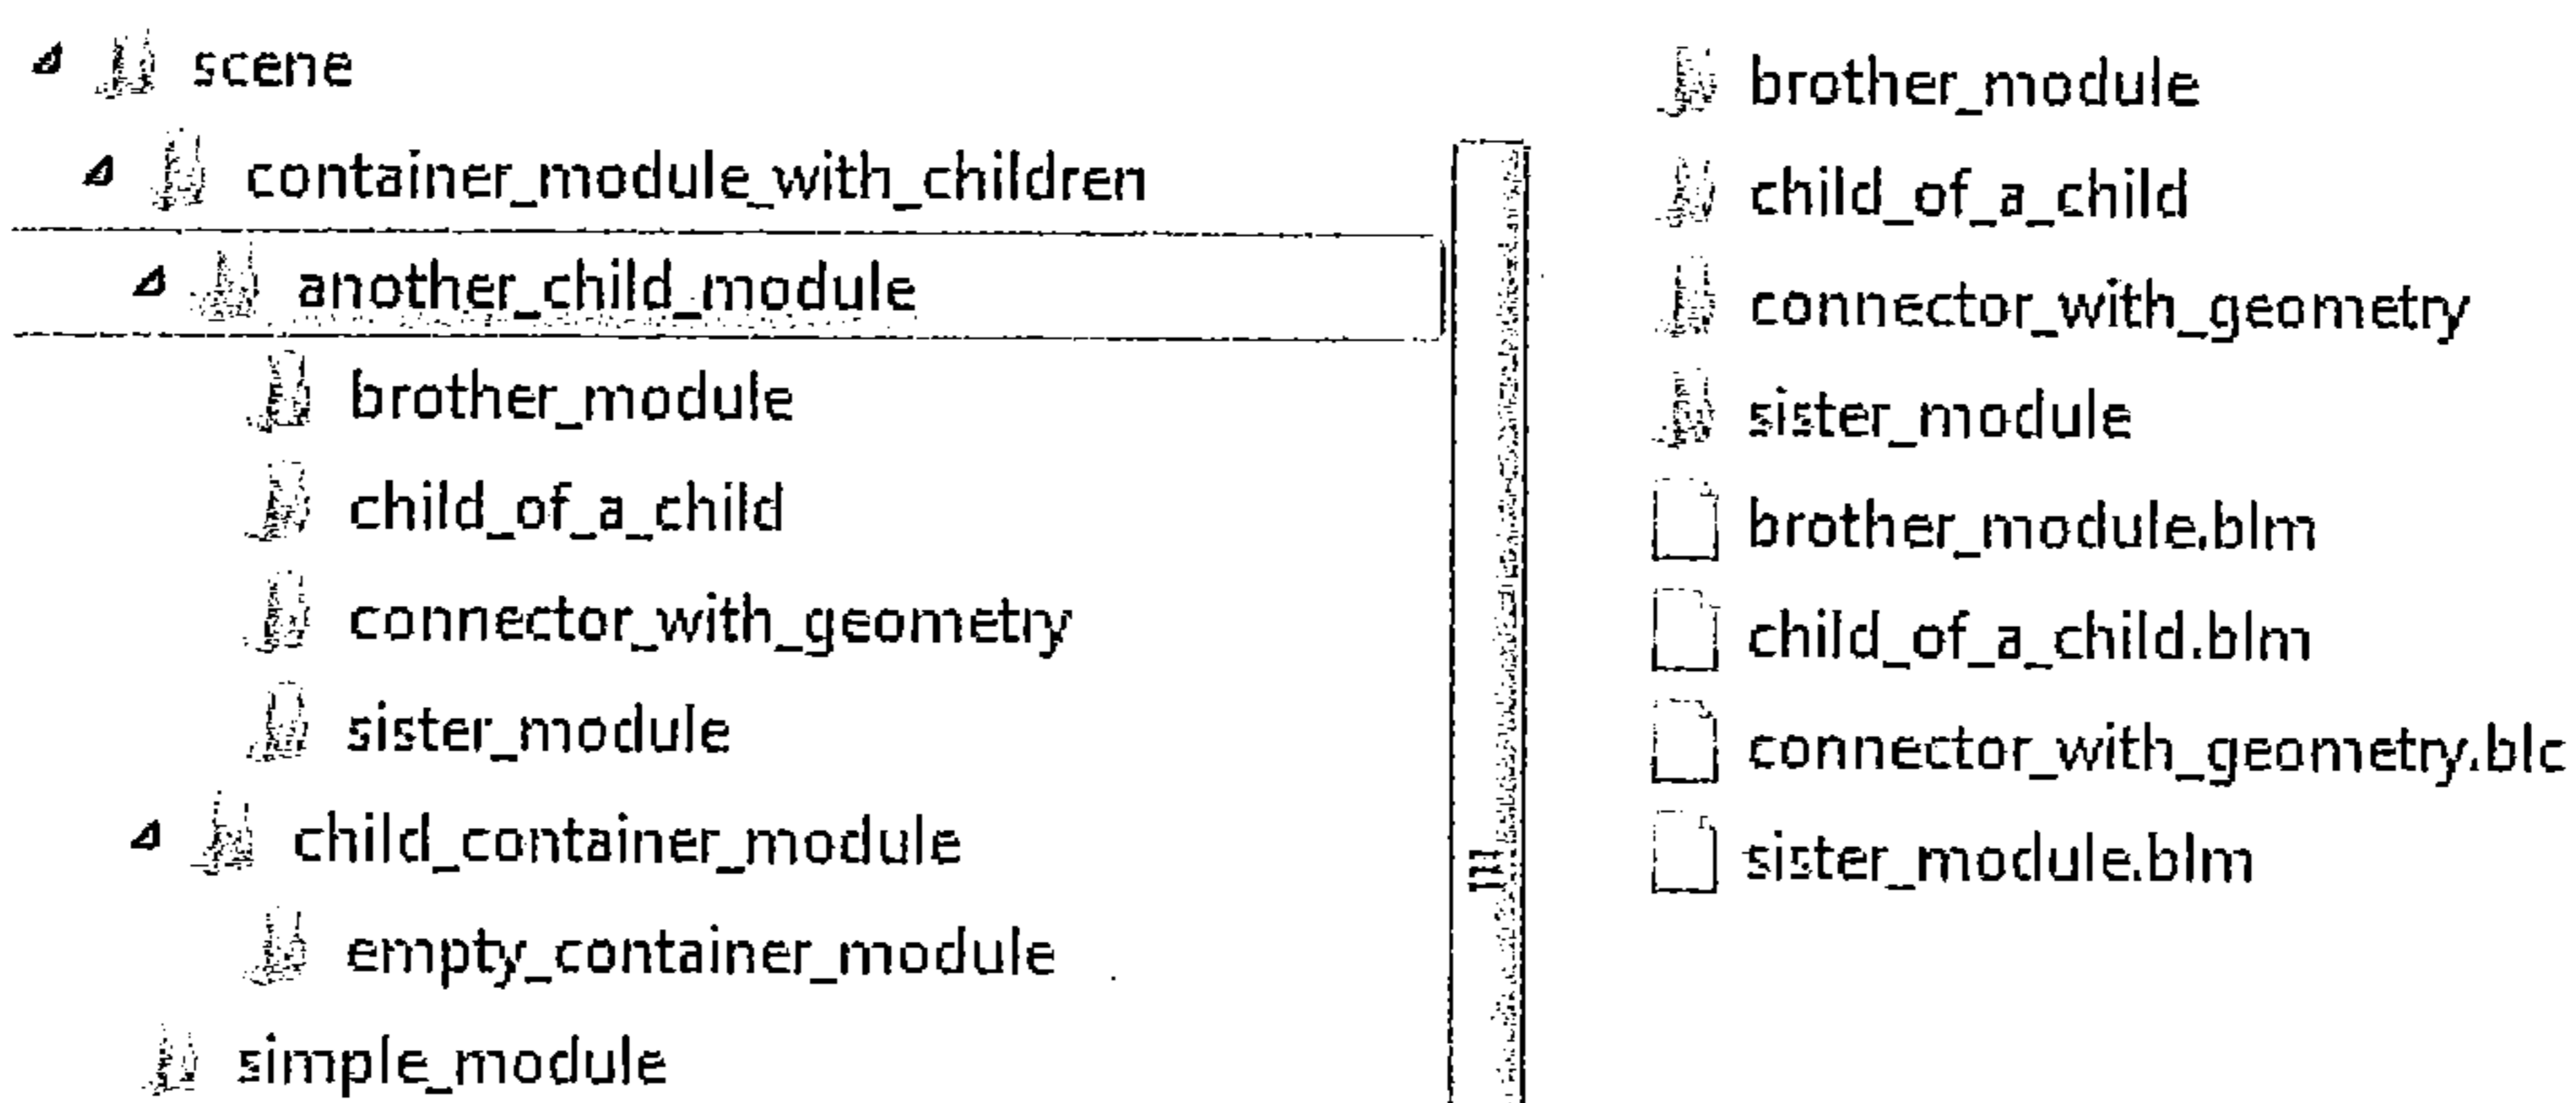 scene
container_module_with_children
another_child_module
brother_module
child_of_a_child
connector_with_geometry
sister_module
child_container_module
empty_container_module
simple_module
brother_module
child_of_a_child
connector_with_geometry
sister_module
brother_module.blm
child_of_a_child.blm
connector_with_geometry.blc
sister_module.blm